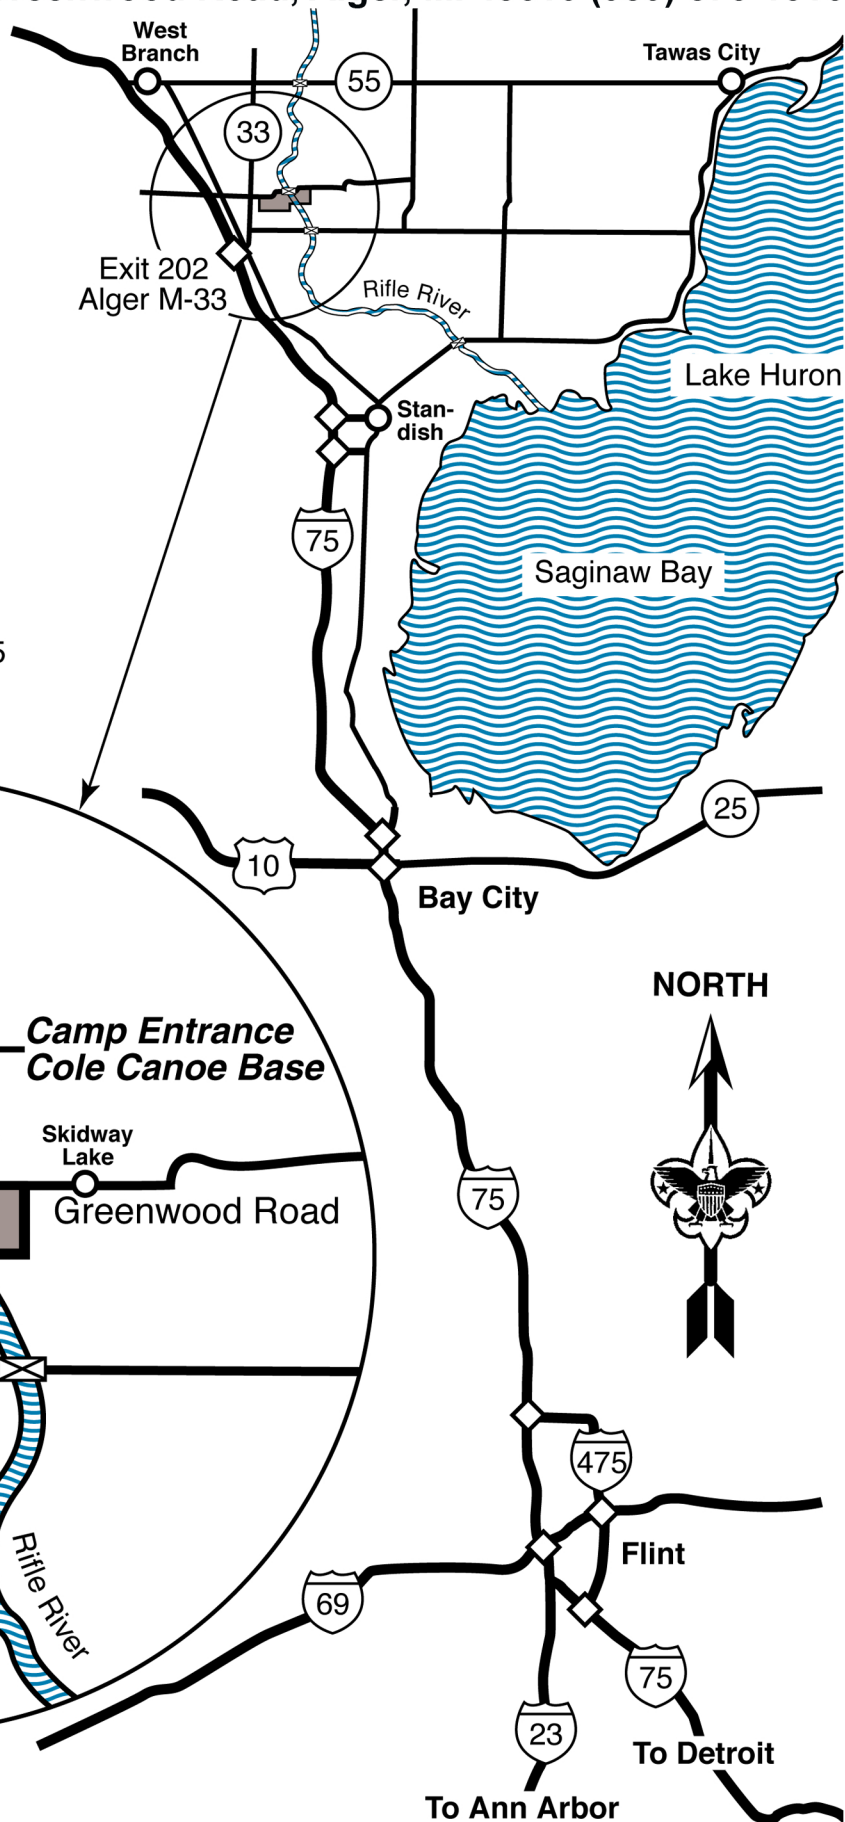 West
Branch
Tawas City
55
33
Exit 202
Alger M-33
Rifle River
Lake Huron
Stan-
dish
75
Saginaw Bay
25
10
Bay City
NORTH
Camp Entrance
Cole Canoe Base
Skidway
Lake
Greenwood Road
75
475
Rifle River
Flint
69
75
23
To Detroit
To Ann Arbor